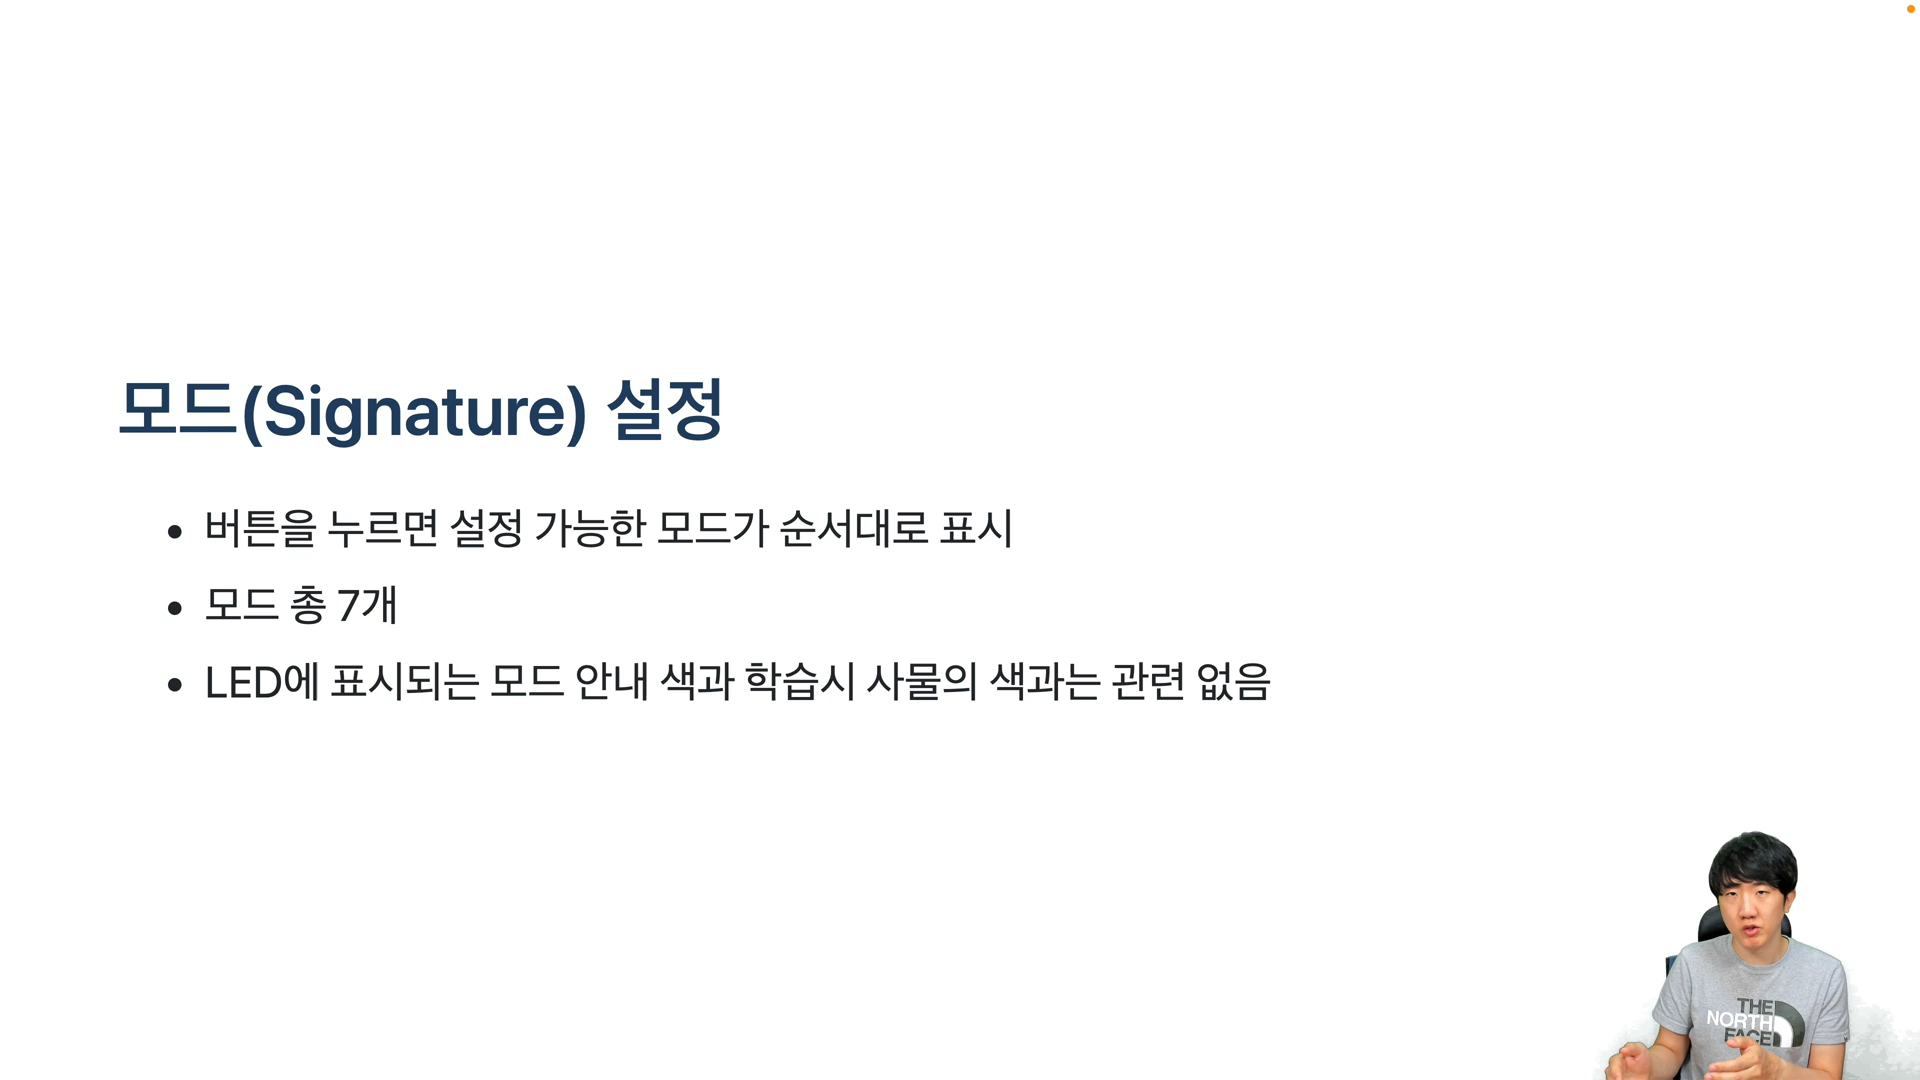 모드(Signature) 설정
버튼을 누르면 설정 가능한 모드가 순서대로 표시
모드 총 7개
LED에 표시되는 모드 안내 색과 학습시 사물의 색과는 관련 없음
THE
NORTH
FACE